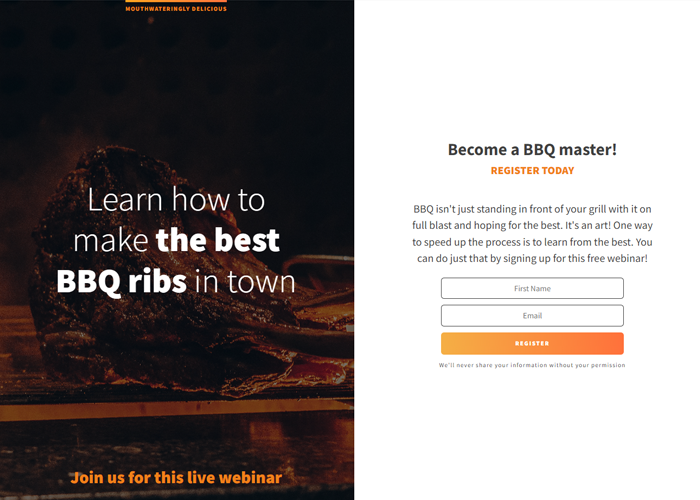 MOUTHWATERINGLY DELICIOUS
Learn how to
make the best
BBQ ribs in town
Join us for this live webinar
Become a BBQ master!
REGISTER TODAY
BBQ isn't just standing in front of your grill with it on
full blast and hoping for the best. It's an art! One way
to speed up the process is to learn from the best. You
can do just that by signing up for this free webinar!
First Name
Email
REGISTER
We'll never share your information without your permission